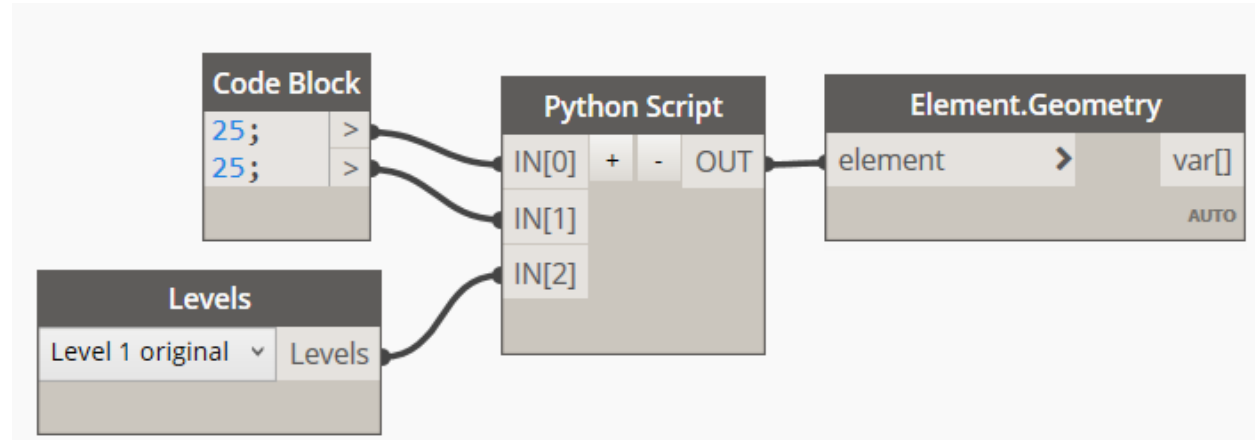 Code Block
25; >
25; >
Levels
Level 1 original Levels
Python Script
IN[0] + - OUT
IN[1]
IN[2]
Element.Geometry
element > var[]
AUTO